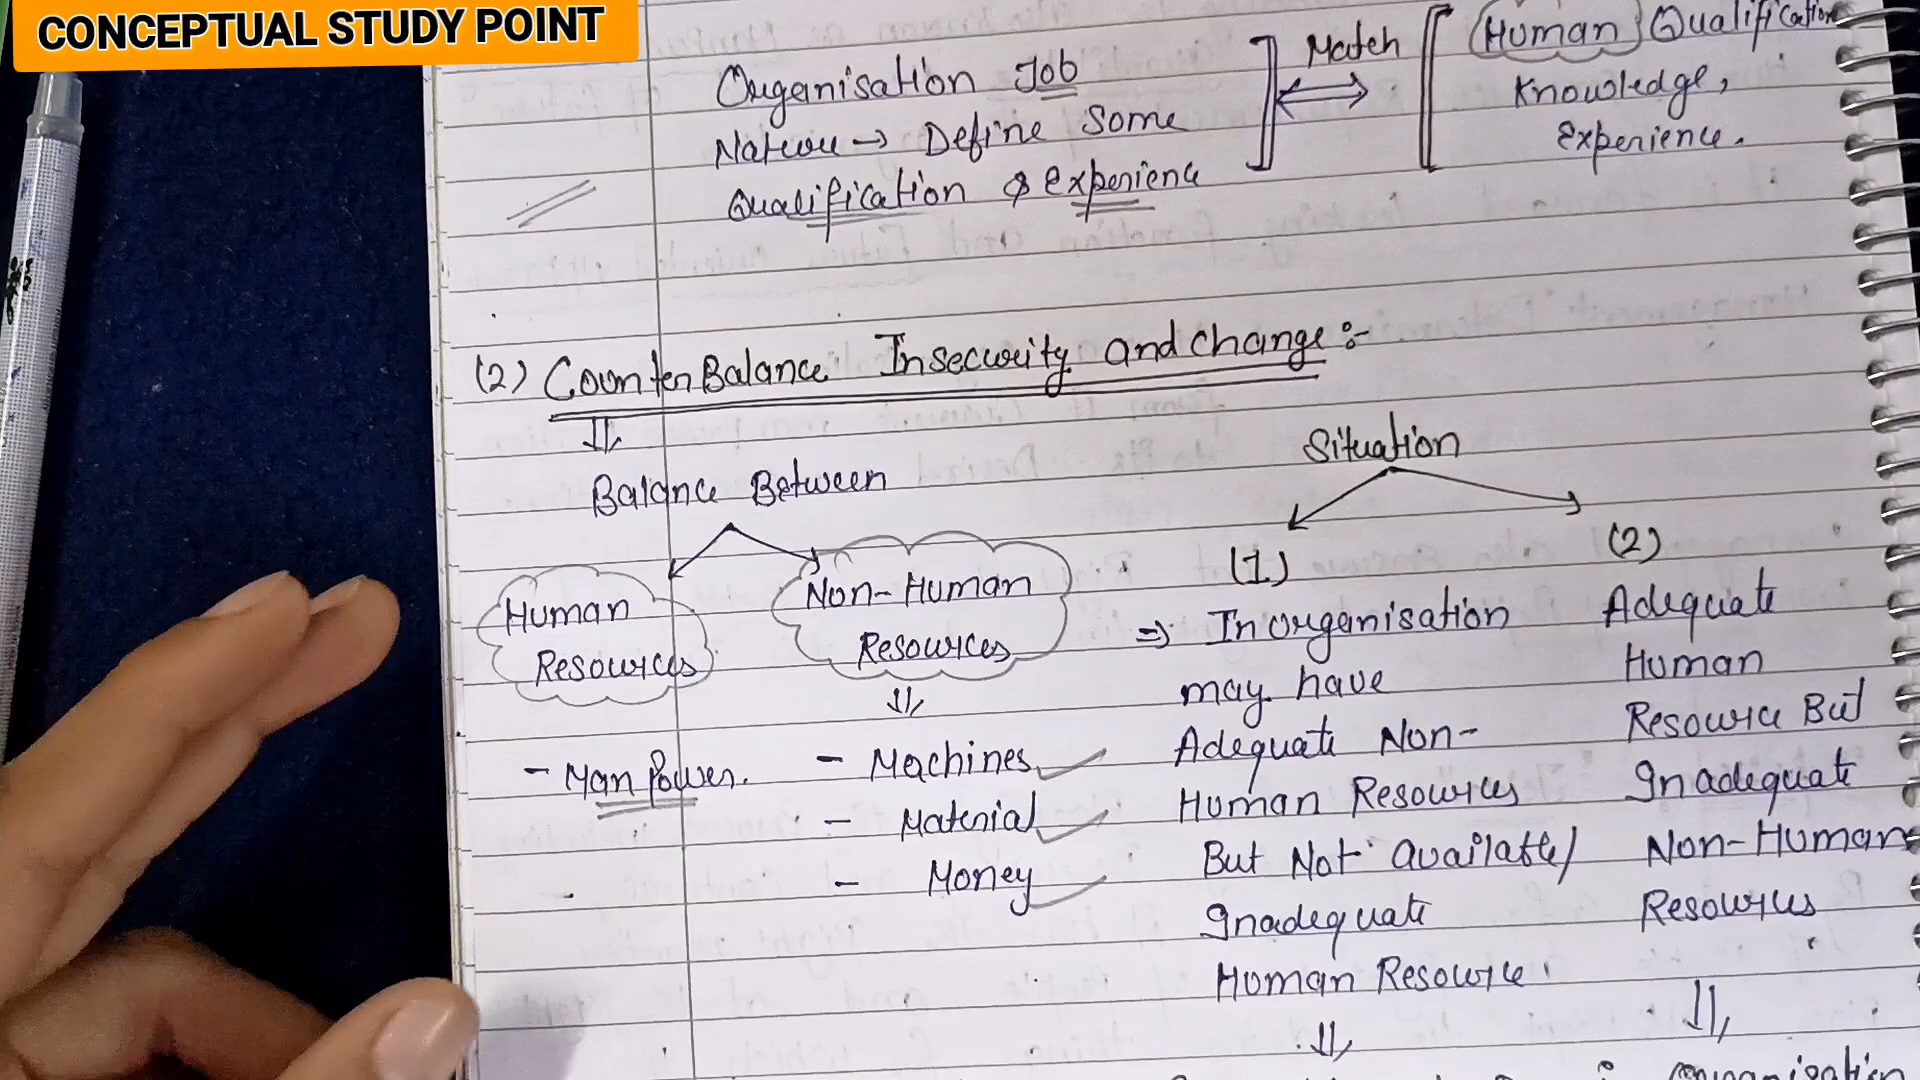 CONCEPTUAL STUDY POINT
Organisation Job
Nature → Define Some
Qualification & experience
Match
Human Qualification
Knowledge,
Experience.
(2) Counter Balance Insecurity and change :-
Balance Between
Human
Resources
Non-Human
Resources
- Man Power.
- Machines
- Material
- Money
Situation
(1)
⇒ In organisation
may have
Adequate Non-
Human Resources
But Not available/
Inadequate
Human Resource.
(2)
Adequate
Human
Resource But
Inadequate
Non-Human
Resources